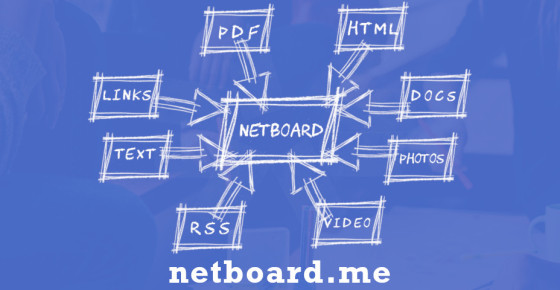 PDF
HTML
LINKS
DOCS
NETBOARD
TEXT
PHOTOS
RSS
VIDEO
netboard.me